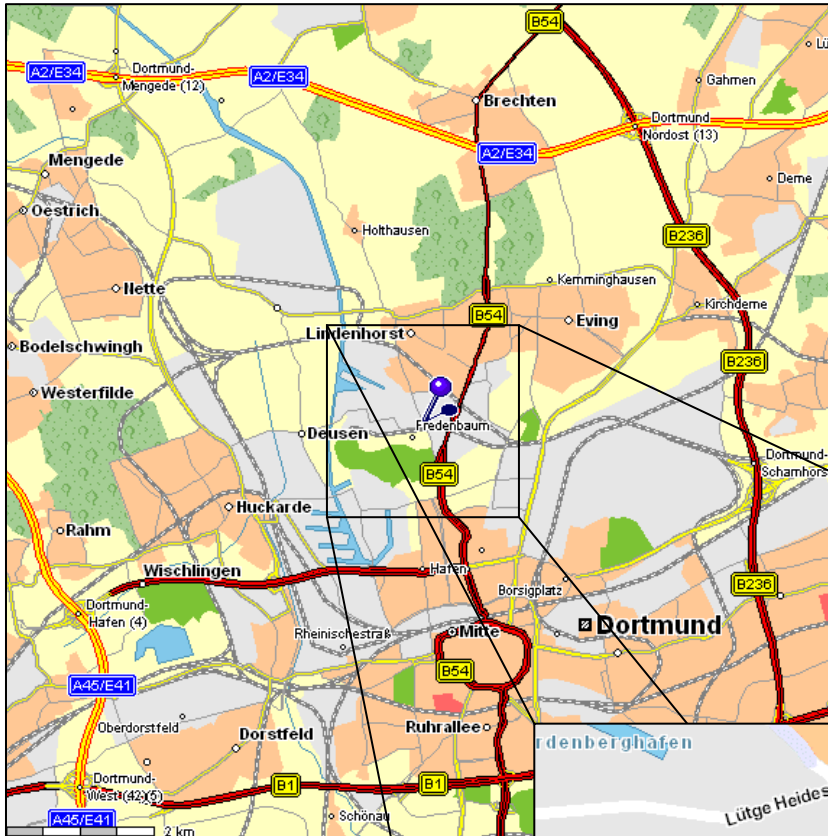 B54
A2/E34
Dortmund-
Mengede (12)
A2/E34
Gahmen
Brechten
Dortmund
Nordost (13)
A2/E34
Mengede
Derne
Oestrich
Holthausen
B236
Nette
Kemminghausen
Kirchderne
B54
Eving
Lindenhorst
Bodelschwingh
B236
Westerfilde
Fredenbaum
Deusen
Dortmund-
Scharnhors
B54
Huckarde
Rahm
Wischlingen
Hafen
Borsigplatz
B236
Dortmund-
Hafen (4)
Rheinischestraß
Mitte
Dortmund
B54
A45/E41
Oberdorstfeld
Ruhrallee
Dorstfeld
rdenberghafen
Dortmund-
West (42)(5)
B1
B1
Lütge Heides
A45/E41
Schönau
2 km